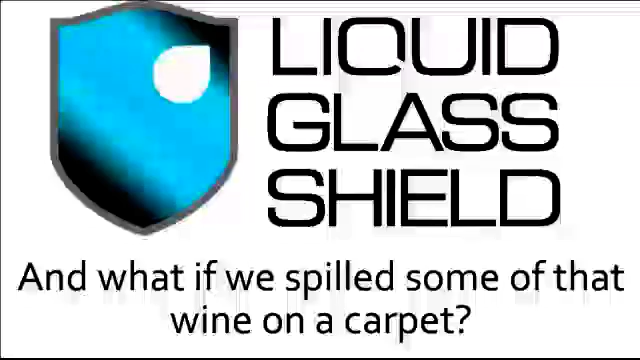 LIQUID
GLASS
SHIELD
And what if we spilled some of that
wine on a carpet?